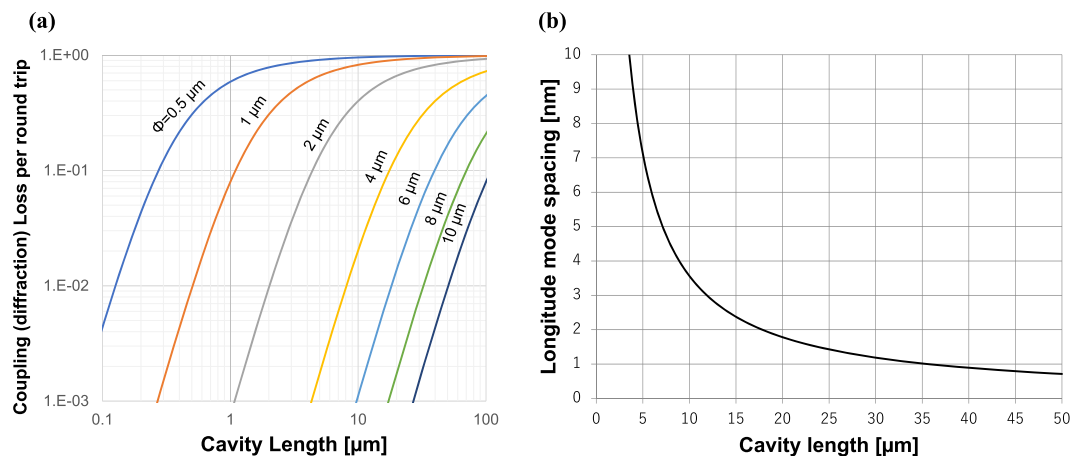 (a)
Coupling (diffraction) Loss per round trip
1.E+00
1.E-01
1.E-02
1.E-03
Φ=0.5 μm
1 μm
2 μm
4 μm
6 μm
8 μm
10 μm
0.1
1
10
100
Cavity Length [μm]
(b)
Longitude mode spacing [nm]
10
9
8
7
6
5
4
3
2
1
0
0
5
10
15
20
25
30
35
40
45
50
Cavity length [μm]